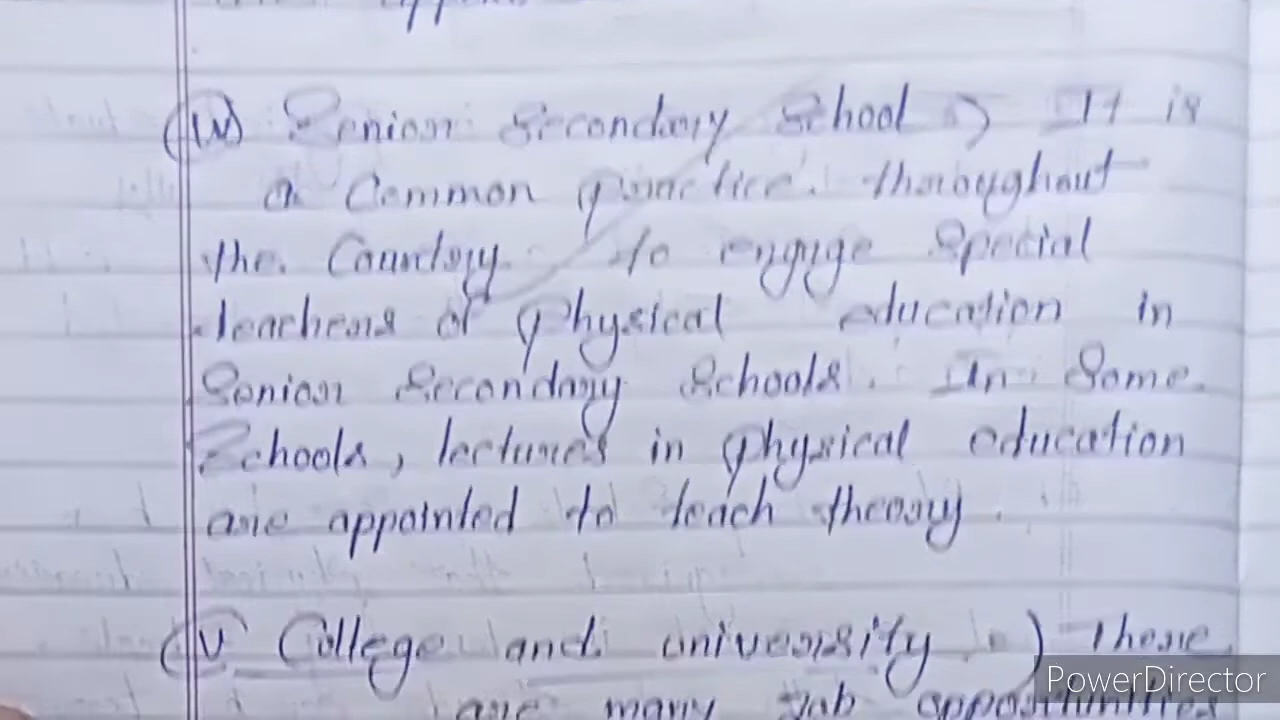 (iv) Senior Secondary School → It is
a Common practice. throughout
the. Country. to engage Special
teachers of Physical education in
Senior Secondary Schools. In Some.
Schools, lectures in Physical education
are appointed to teach theory.
(V) College and university → There
are many Job opportunities
PowerDirector